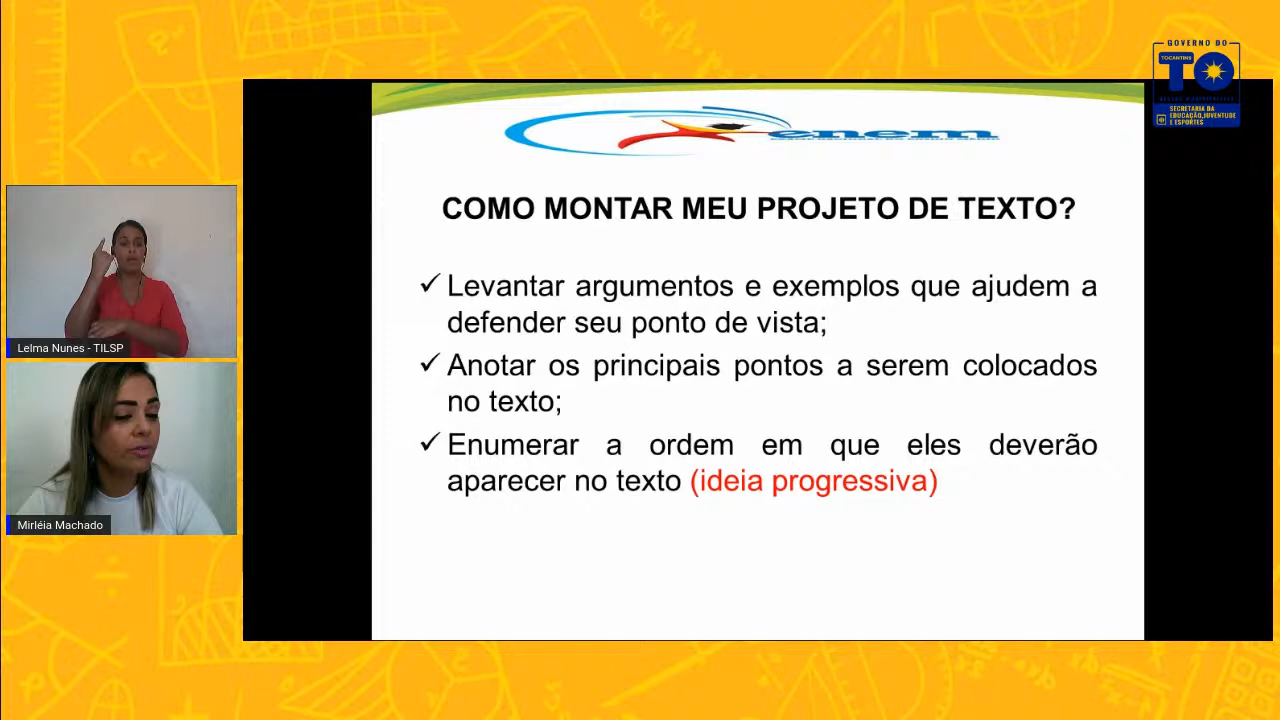 GOVERNO DO
TOCANTINS
TO
SECRETARIA DA
EDUCAÇÃO, JUVENTUDE
E ESPORTES
enem
COMO MONTAR MEU PROJETO DE TEXTO?
✓ Levantar argumentos e exemplos que ajudem a
defender seu ponto de vista;
✓ Anotar os principais pontos a serem colocados
no texto;
✓ Enumerar a ordem em que eles deverão
aparecer no texto (ideia progressiva)
Lelma Nunes - TILSP
Mirléia Machado